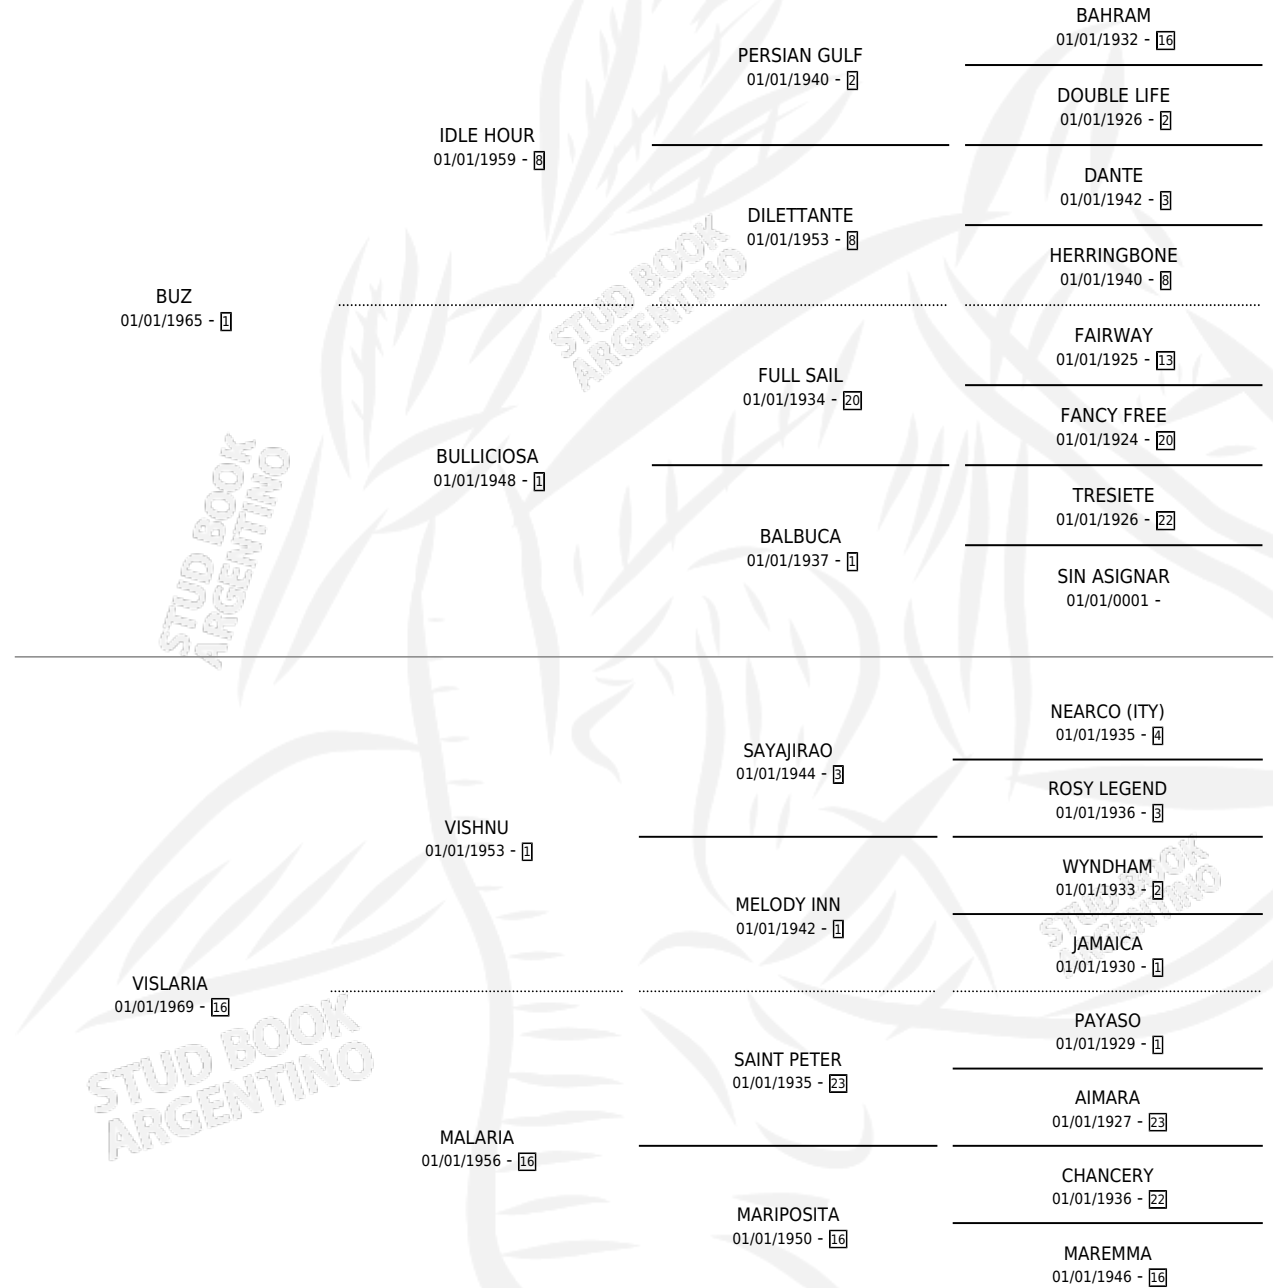 BAHRAM
01/01/1932 - 16
PERSIAN GULF
01/01/1940 - 2
DOUBLE LIFE
01/01/1926 - 2
IDLE HOUR
01/01/1959 - 8
DANTE
01/01/1942 - 3
DILETTANTE
01/01/1953 - 8
HERRINGBONE
01/01/1940 - 8
BUZ
01/01/1965 - 1
FAIRWAY
01/01/1925 - 13
FULL SAIL
01/01/1934 - 20
FANCY FREE
01/01/1924 - 20
BULLICIOSA
01/01/1948 - 1
TRESIETE
01/01/1926 - 22
BALBUCA
01/01/1937 - 1
SIN ASIGNAR
01/01/0001 -
NEARCO (ITY)
01/01/1935 - 4
SAYAJIRAO
01/01/1944 - 3
ROSY LEGEND
01/01/1936 - 3
VISHNU
01/01/1953 - 1
WYNDHAM
01/01/1933 - 2
MELODY INN
01/01/1942 - 1
JAMAICA
01/01/1930 - 1
VISLARIA
01/01/1969 - 16
PAYASO
01/01/1929 - 1
SAINT PETER
01/01/1935 - 23
AIMARA
01/01/1927 - 23
MALARIA
01/01/1956 - 16
CHANCERY
01/01/1936 - 22
MARIPOSITA
01/01/1950 - 16
MAREMMA
01/01/1946 - 16
STUD BOOK
ARGENTINO
STUD BOOK
ARGENTINO
STUD BOOK
ARGENTINO
STUD BOOK
ARGENTINO